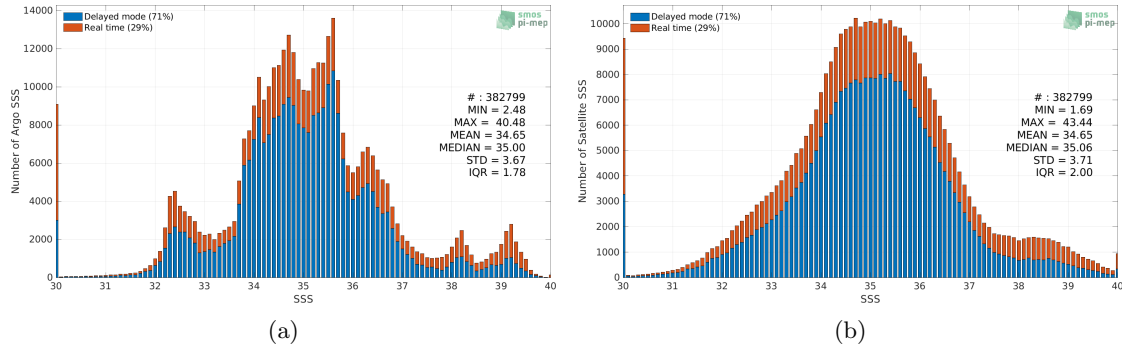 Delayed mode (71%)
Real time (29%)
smos
pi-mep
14000
12000
10000
8000
6000
4000
2000
0
Number of Argo SSS
# : 382799
MIN = 2.48
MAX = 40.48
MEAN = 34.65
MEDIAN = 35.00
STD = 3.67
IQR = 1.78
30 31 32 33 34 35 36 37 38 39 40
SSS
(a)
Delayed mode (71%)
Real time (29%)
smos
pi-mep
10000
9000
8000
7000
6000
5000
4000
3000
2000
1000
0
Number of Satellite SSS
# : 382799
MIN = 1.69
MAX = 43.44
MEAN = 34.65
MEDIAN = 35.06
STD = 3.71
IQR = 2.00
30 31 32 33 34 35 36 37 38 39 40
SSS
(b)